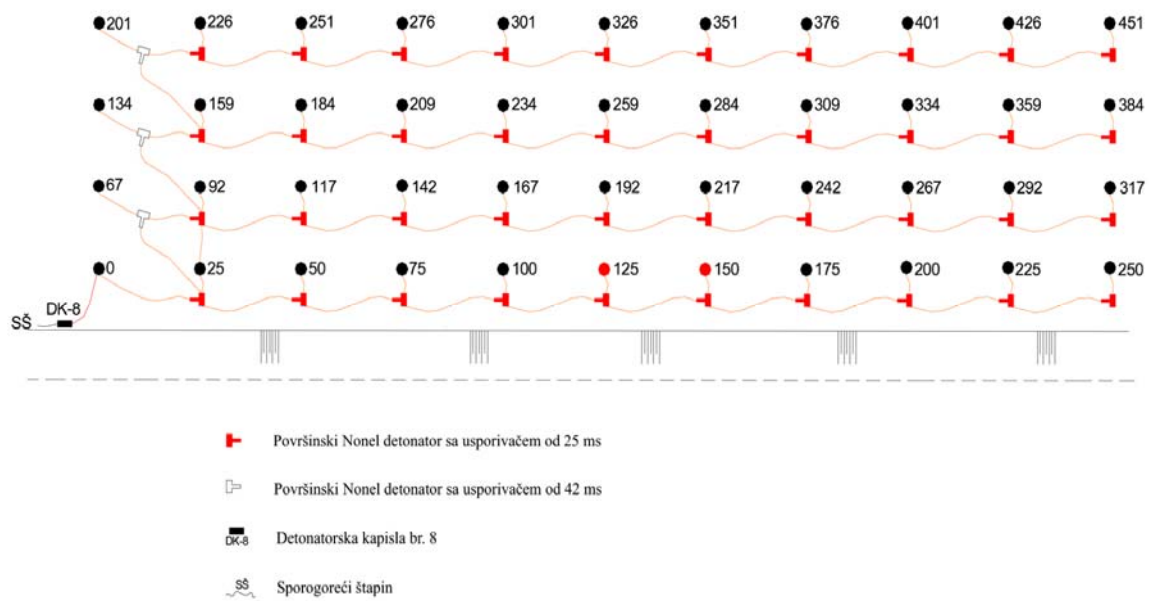 201 226 251 276 301 326 351 376 401 426 451
134 159 184 209 234 259 284 309 334 359 384
67 92 117 142 167 192 217 242 267 292 317
0 25 50 75 100 125 150 175 200 225 250
DK-8
SŠ
Površinski Nonel detonator sa usporivačem od 25 ms
Površinski Nonel detonator sa usporivačem od 42 ms
DK-8 Detonatorska kapisla br. 8
SŠ Sporogoreći štapin